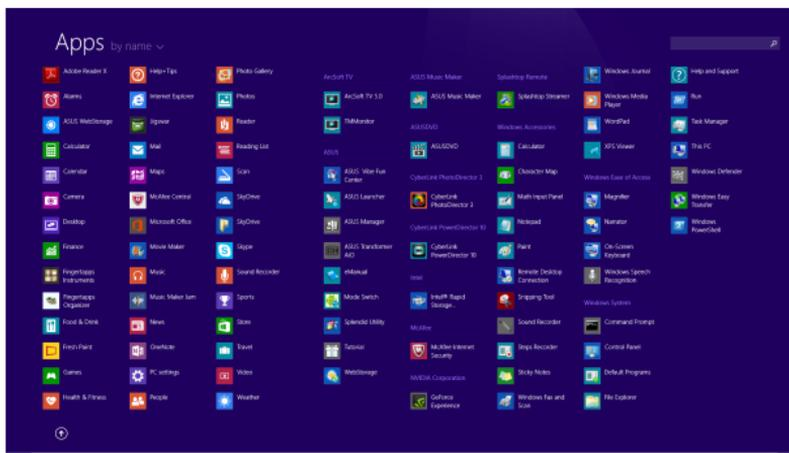 Apps by name
Adobe Reader X
Alarms
ASUS WebStorage
Calculator
Calendar
Camera
Desktop
Finance
Fingertapps
Instruments
Fingertapps
Organizer
Food & Drink
Fresh Paint
Games
Health & Fitness
Help+Tips
Internet Explorer
Jigswar
Mail
Maps
McAfee Central
Microsoft Office
Movie Maker
Music
Music Maker Jam
News
OneNote
PC settings
People
Photo Gallery
Photos
Reader
Reading List
Scan
SkyDrive
SkyDrive
Skype
Sound Recorder
Sports
Store
Travel
Video
Weather
ArcSoft TV
ArcSoft TV 5.0
TMMonitor
ASUS
ASUS Vibe Fun
Center
ASUS Launcher
ASUS Manager
ASUS Transformer
AiO
eManual
Mode Switch
Splendid Utility
Tutorial
WebStorage
ASUS Music Maker
ASUS Music Maker
ASUSDVD
ASUSDVD
CyberLink PhotoDirector 3
CyberLink
PhotoDirector 3
CyberLink PowerDirector 10
CyberLink
PowerDirector 10
Intel
Intel® Rapid
Storage...
McAfee
McAfee Internet
Security
NVIDIA Corporation
GeForce
Experience
Splashtop Remote
Splashtop Streamer
Windows Accessories
Calculator
Character Map
Math Input Panel
Notepad
Paint
Remote Desktop
Connection
Snipping Tool
Sound Recorder
Steps Recorder
Sticky Notes
Windows Fax and
Scan
Windows Journal
Windows Media
Player
WordPad
XPS Viewer
Windows Ease of Access
Magnifier
Narrator
On-Screen
Keyboard
Windows Speech
Recognition
Windows System
Command Prompt
Control Panel
Default Programs
File Explorer
Help and Support
Run
Task Manager
This PC
Windows Defender
Windows Easy
Transfer
Windows
PowerShell